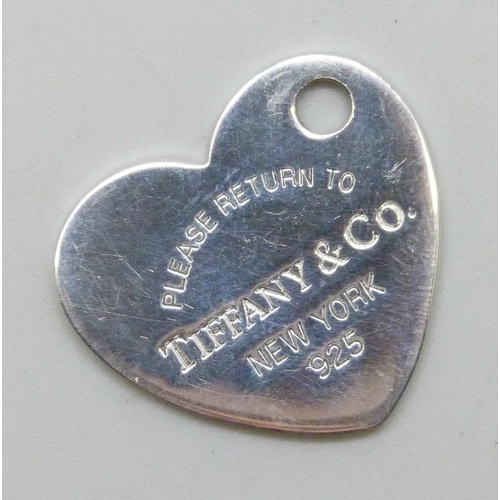 PLEASE RETURN TO
TIFFANY & CO.
NEW YORK
925